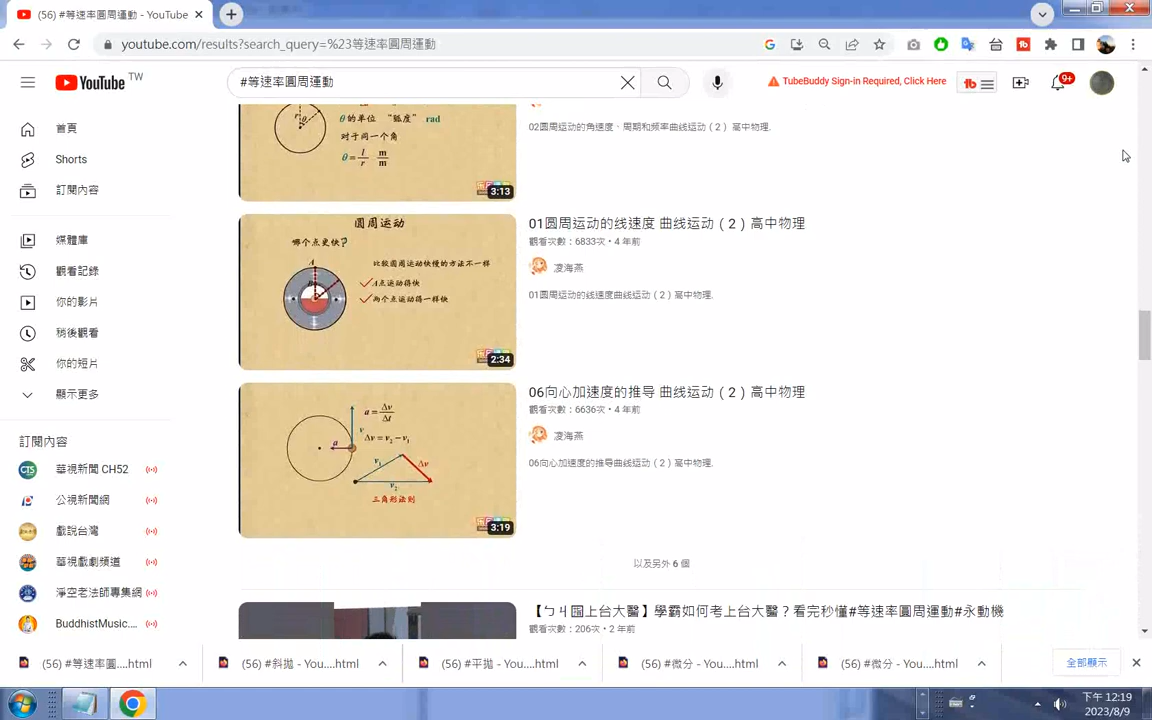 (56) #等速率圓周運動 - YouTube
youtube.com/results?search_query=%23等速率圓周運動
YouTube TW
#等速率圓周運動
TubeBuddy Sign-in Required, Click Here
9+
首頁
Shorts
訂閱內容
媒體庫
觀看記錄
你的影片
稍後觀看
你的短片
顯示更多
訂閱內容
華視新聞 CH52
公視新聞網
戲說台灣
華視戲劇頻道
淨空老法師專集網
BuddhistMusic....
r θ
θ的单位 “弧度” rad
对于同一个角
θ = l/r m/m
3:13
02圆周运动的角速度、周期和频率曲线运动（2）高中物理.
圆周运动
哪个点更快?
A
比较圆周运动快慢的方法不一样
A点运动得快
两个点运动得一样快
2:34
01圆周运动的线速度 曲线运动（2）高中物理
觀看次數：6833次 • 4 年前
凌海燕
01圆周运动的线速度曲线运动（2）高中物理.
a = Δv/Δt
v
Δv = v₂ − v₁
a
v₁
Δv
v₂
三角形法则
3:19
06向心加速度的推导 曲线运动（2）高中物理
觀看次數：6636次 • 4 年前
凌海燕
06向心加速度的推导曲线运动（2）高中物理.
以及另外 6 個
【ㄅㄐ囸上台大醫】學霸如何考上台大醫？看完秒懂#等速率圓周運動#永動機
觀看次數：206次 • 2 年前
(56) #等速率圓....html
(56) #斜拋 - You....html
(56) #平拋 - You....html
(56) #微分 - You....html
(56) #微分 - You....html
全部顯示
下午 12:19
2023/8/9